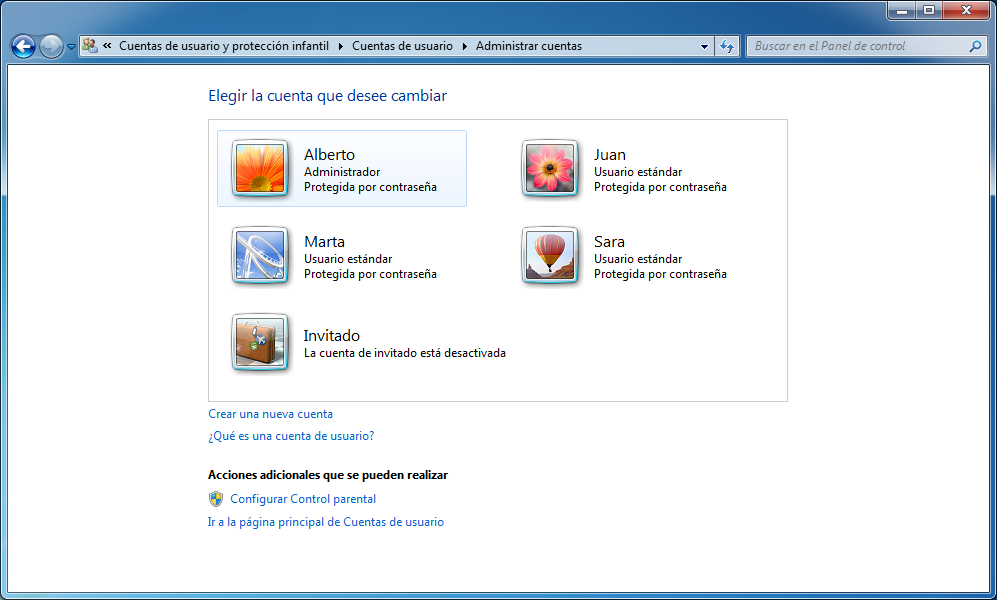 « Cuentas de usuario y protección infantil ▸ Cuentas de usuario ▸ Administrar cuentas
Buscar en el Panel de control
Elegir la cuenta que desee cambiar
Alberto
Administrador
Protegida por contraseña
Juan
Usuario estándar
Protegida por contraseña
Marta
Usuario estándar
Protegida por contraseña
Sara
Usuario estándar
Protegida por contraseña
Invitado
La cuenta de invitado está desactivada
Crear una nueva cuenta
¿Qué es una cuenta de usuario?
Acciones adicionales que se pueden realizar
Configurar Control parental
Ir a la página principal de Cuentas de usuario